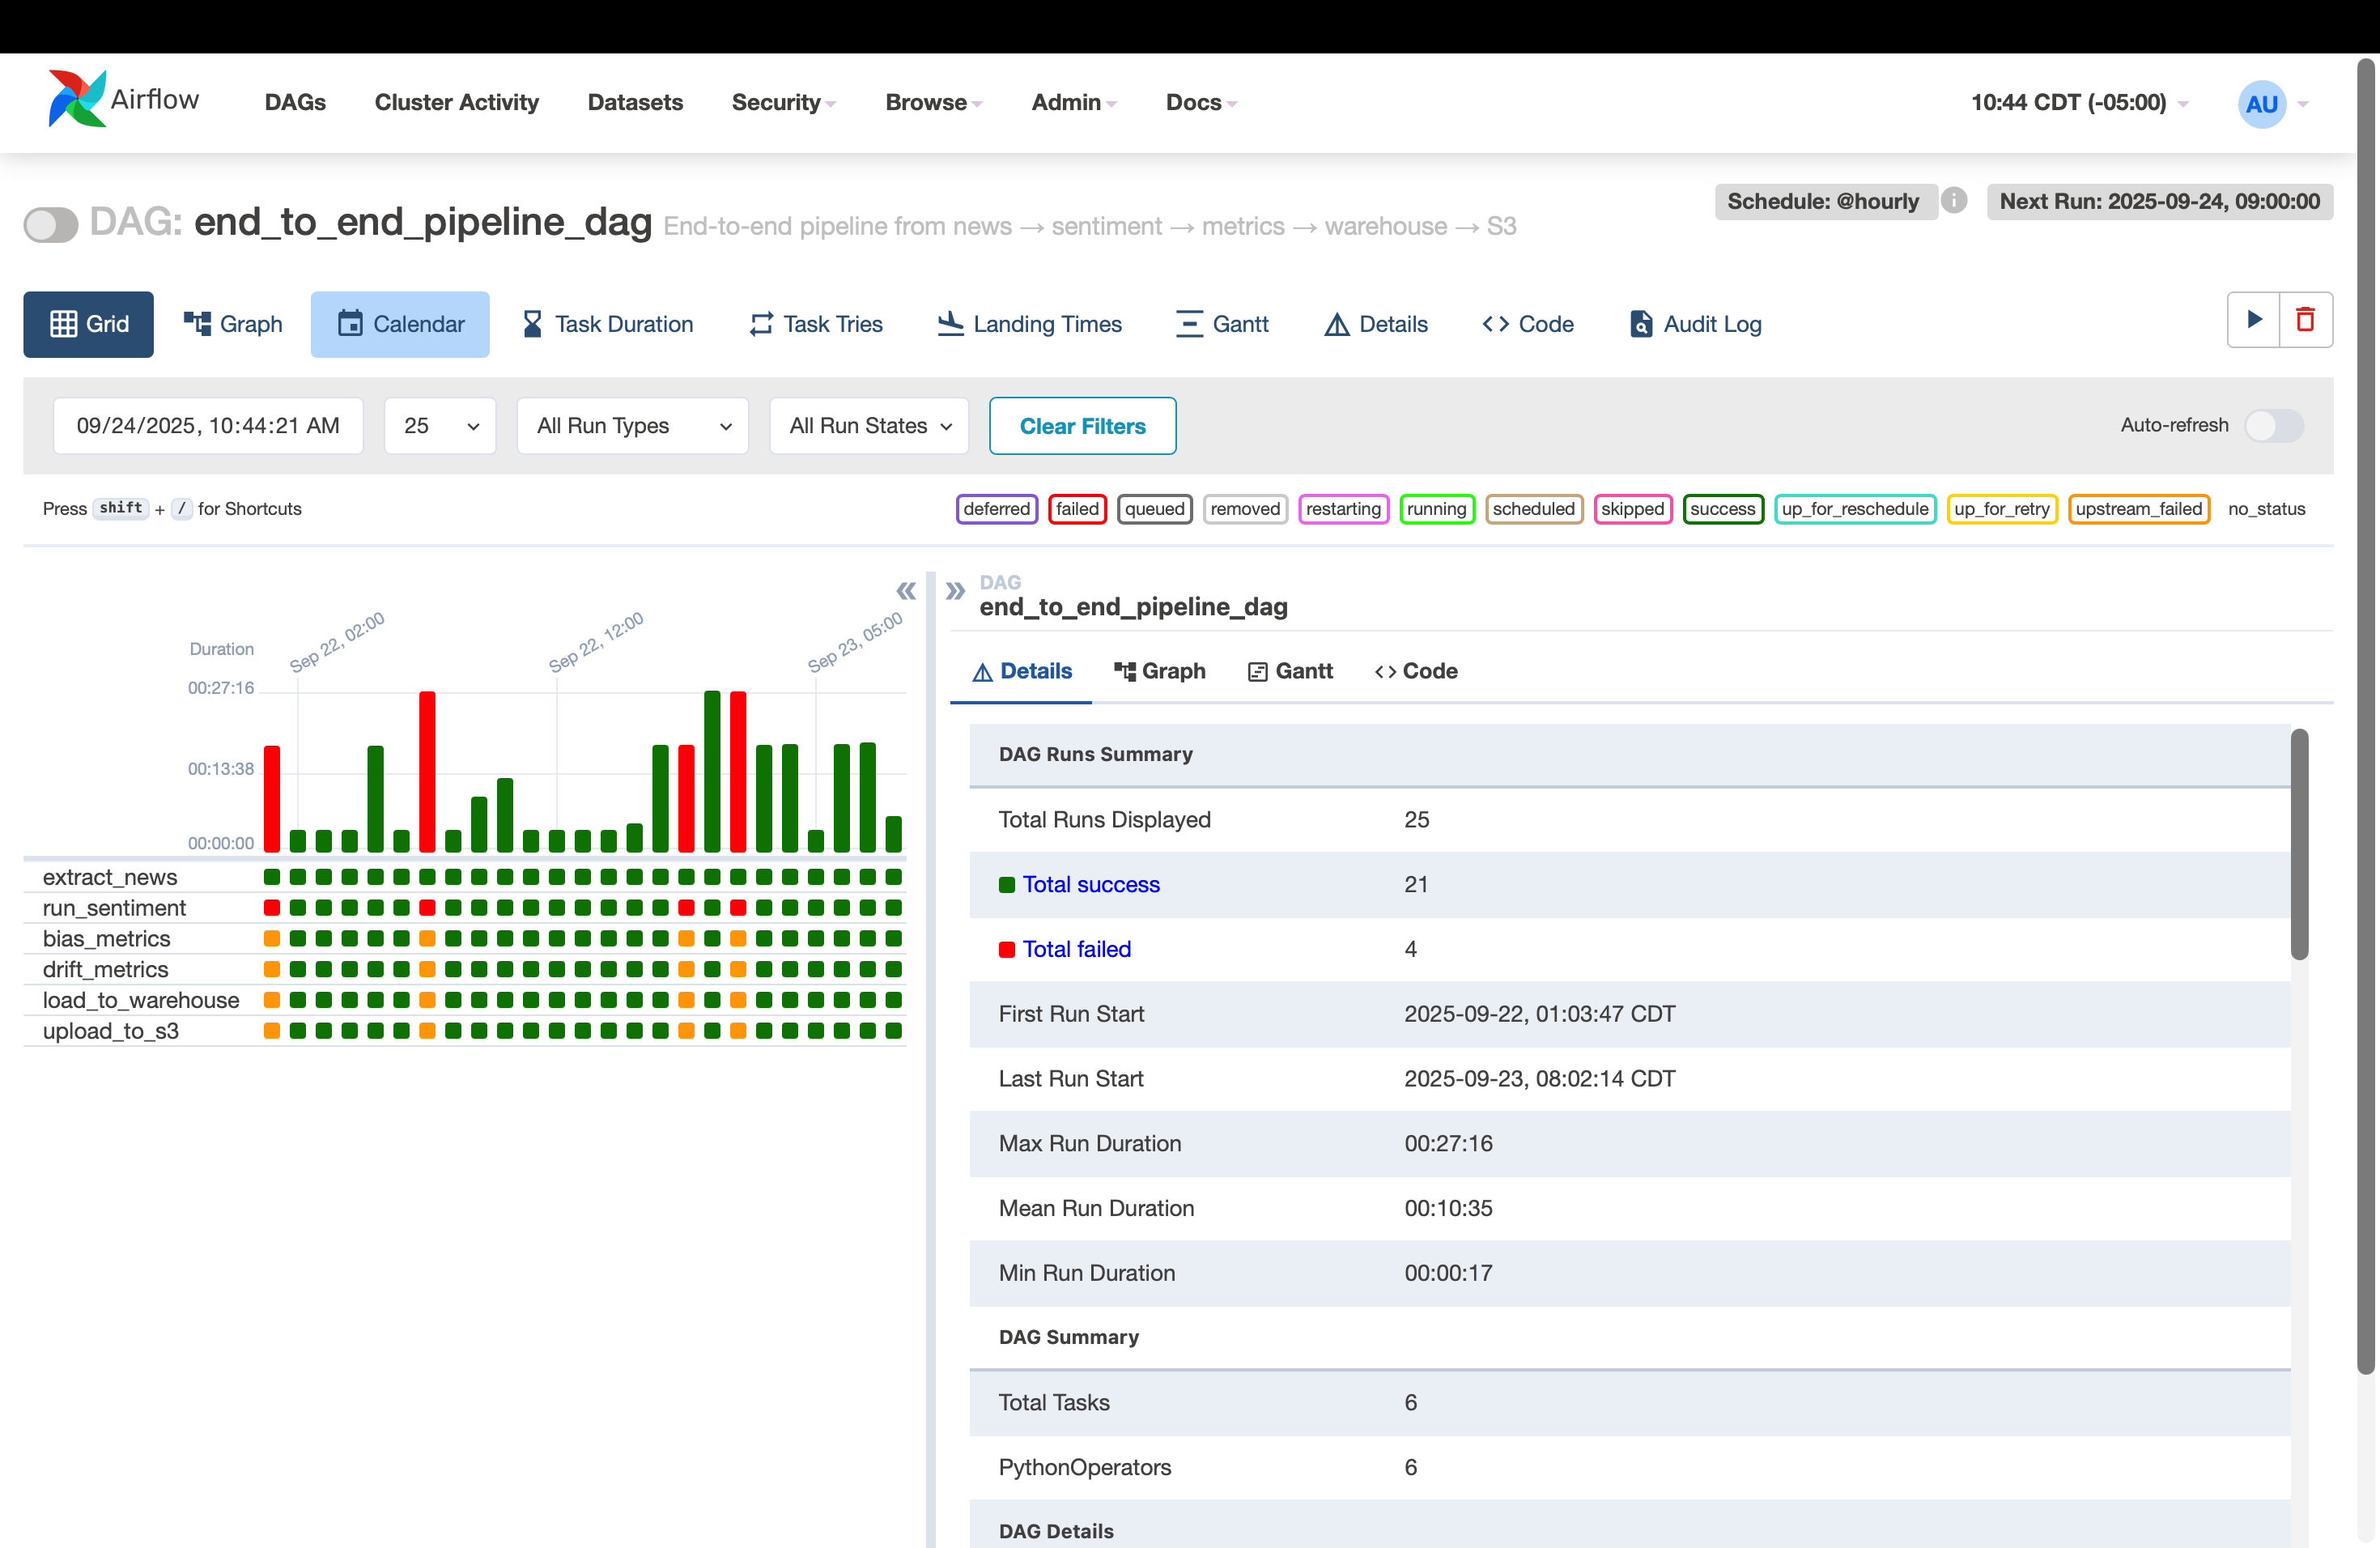 Airflow DAGs Cluster Activity Datasets Security Browse Admin Docs 10:44 CDT (-05:00) AU
Schedule: @hourly i Next Run: 2025-09-24, 09:00:00
DAG: end_to_end_pipeline_dag End-to-end pipeline from news → sentiment → metrics → warehouse → S3
Grid Graph Calendar Task Duration Task Tries Landing Times Gantt Details Code Audit Log
09/24/2025, 10:44:21 AM 25 All Run Types All Run States Clear Filters Auto-refresh
Press shift + / for Shortcuts deferred failed queued removed restarting running scheduled skipped success up_for_reschedule up_for_retry upstream_failed no_status
Duration
Sep 22, 02:00 Sep 22, 12:00 Sep 23, 05:00
00:27:16
00:13:38
00:00:00
extract_news
run_sentiment
bias_metrics
drift_metrics
load_to_warehouse
upload_to_s3
DAG
end_to_end_pipeline_dag
Details Graph Gantt Code
DAG Runs Summary
Total Runs Displayed 25
Total success 21
Total failed 4
First Run Start 2025-09-22, 01:03:47 CDT
Last Run Start 2025-09-23, 08:02:14 CDT
Max Run Duration 00:27:16
Mean Run Duration 00:10:35
Min Run Duration 00:00:17
DAG Summary
Total Tasks 6
PythonOperators 6
DAG Details